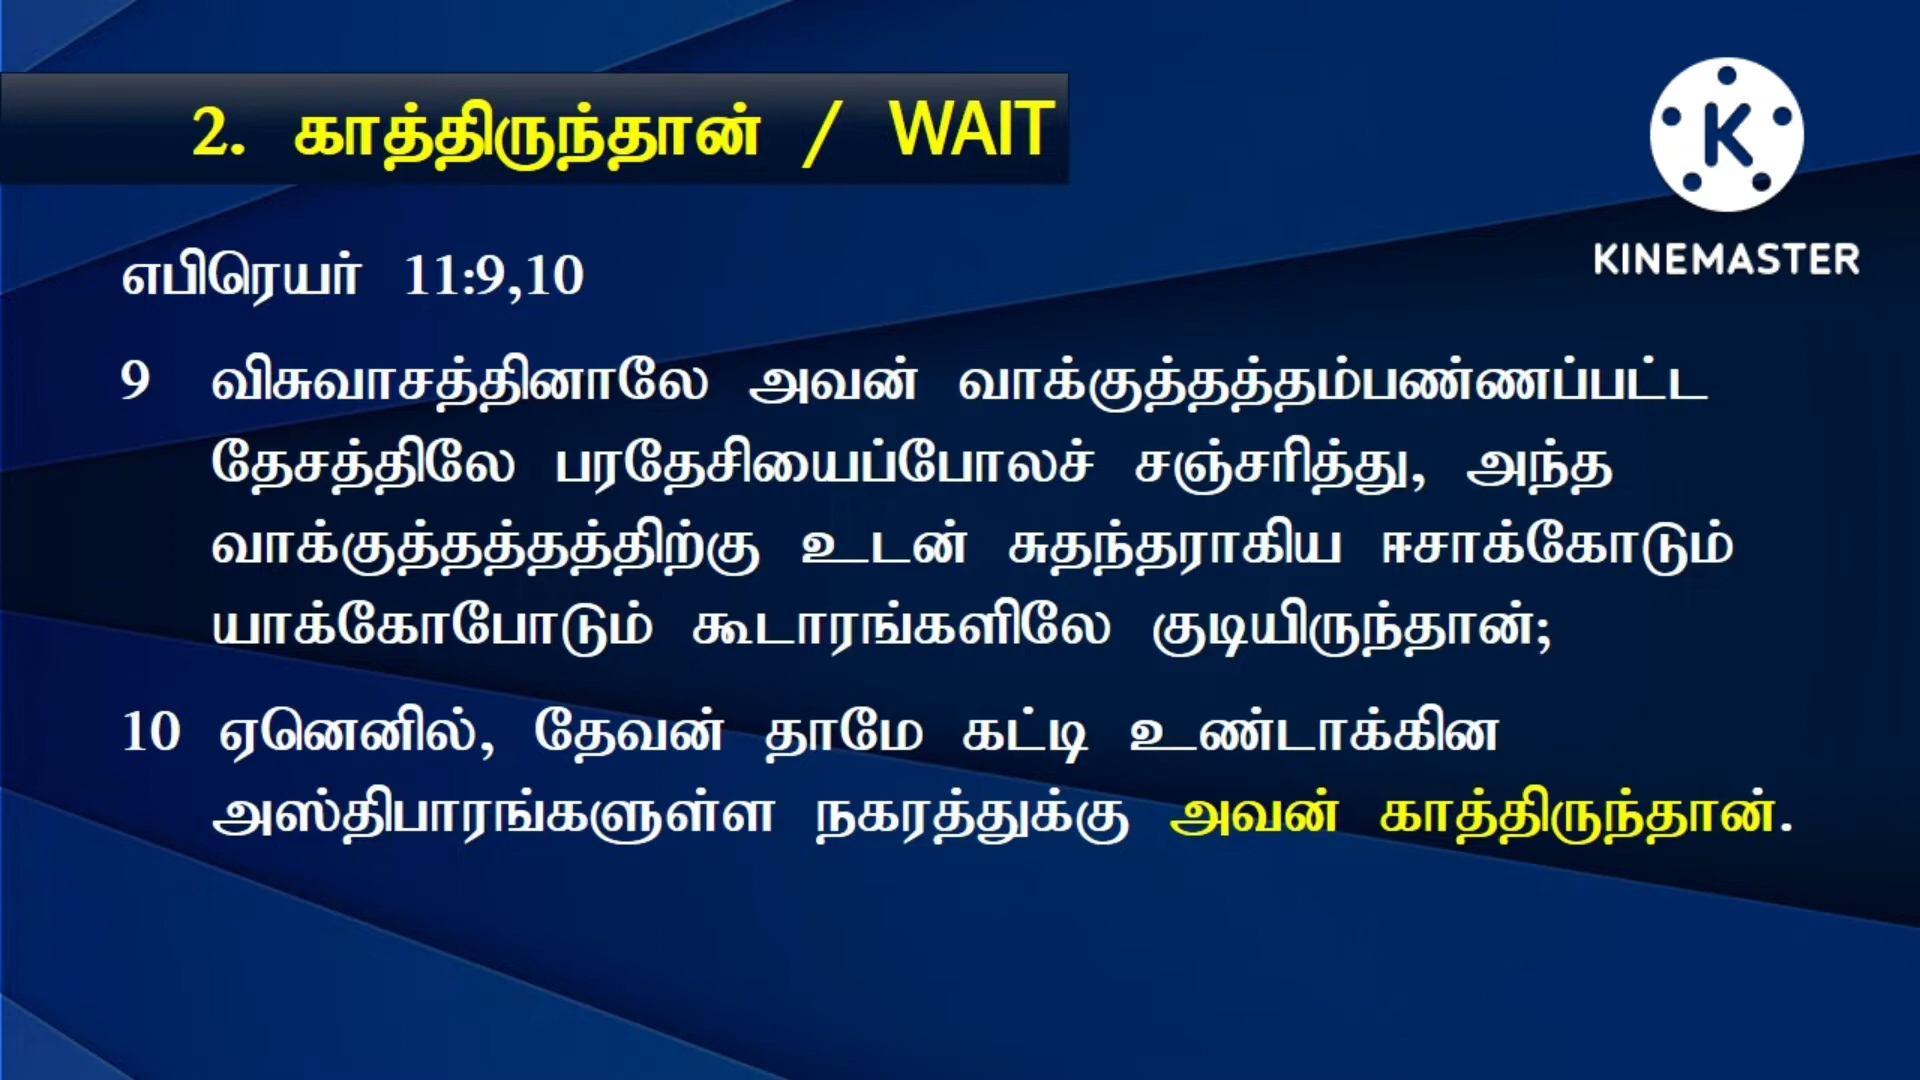 2. காத்திருந்தான் / WAIT
K
KINEMASTER
எபிரெயர் 11:9,10
9 விசுவாசத்தினாலே அவன் வாக்குத்தத்தம்பண்ணப்பட்ட
தேசத்திலே பரதேசியைப்போலச் சஞ்சரித்து, அந்த
வாக்குத்தத்தத்திற்கு உடன் சுதந்தராகிய ஈசாக்கோடும்
யாக்கோபோடும் கூடாரங்களிலே குடியிருந்தான்;
10 ஏனெனில், தேவன் தாமே கட்டி உண்டாக்கின
அஸ்திபாரங்களுள்ள நகரத்துக்கு அவன் காத்திருந்தான்.